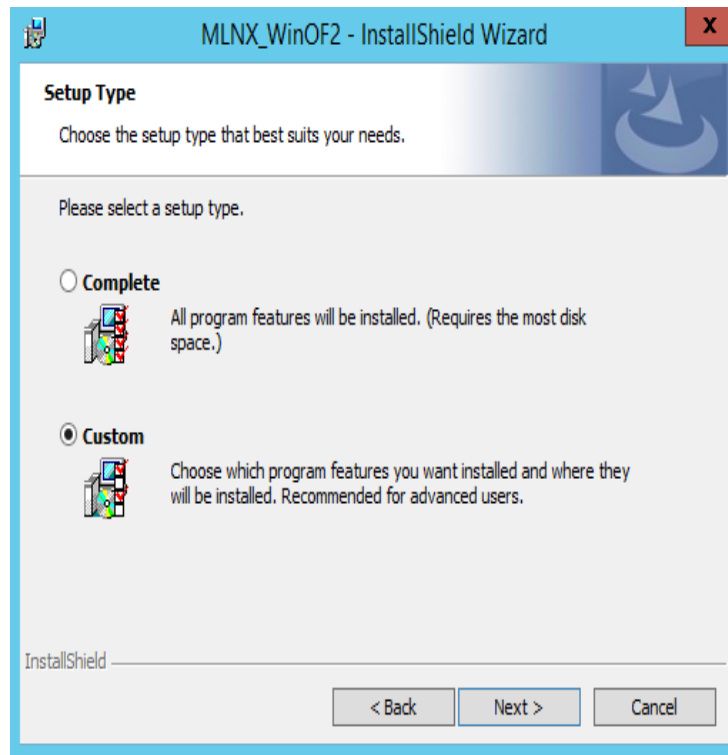 MLNX_WinOF2 - InstallShield Wizard
x
Setup Type
Choose the setup type that best suits your needs.
Please select a setup type.
Complete
All program features will be installed. (Requires the most disk
space.)
Custom
Choose which program features you want installed and where they
will be installed. Recommended for advanced users.
InstallShield
< Back
Next >
Cancel